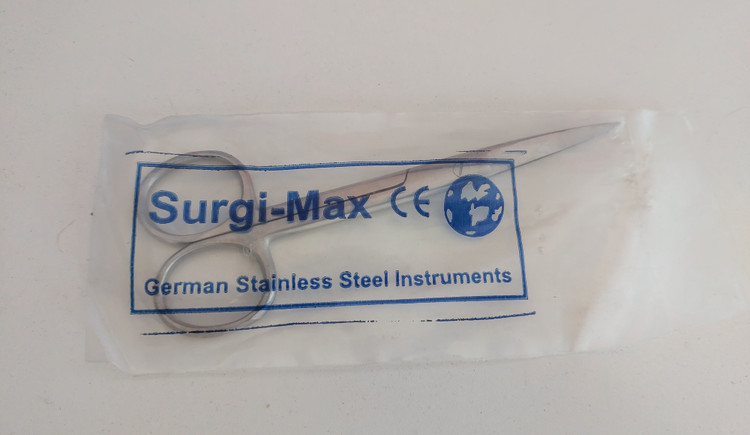 Surgi-Max CE
German Stainless Steel Instruments